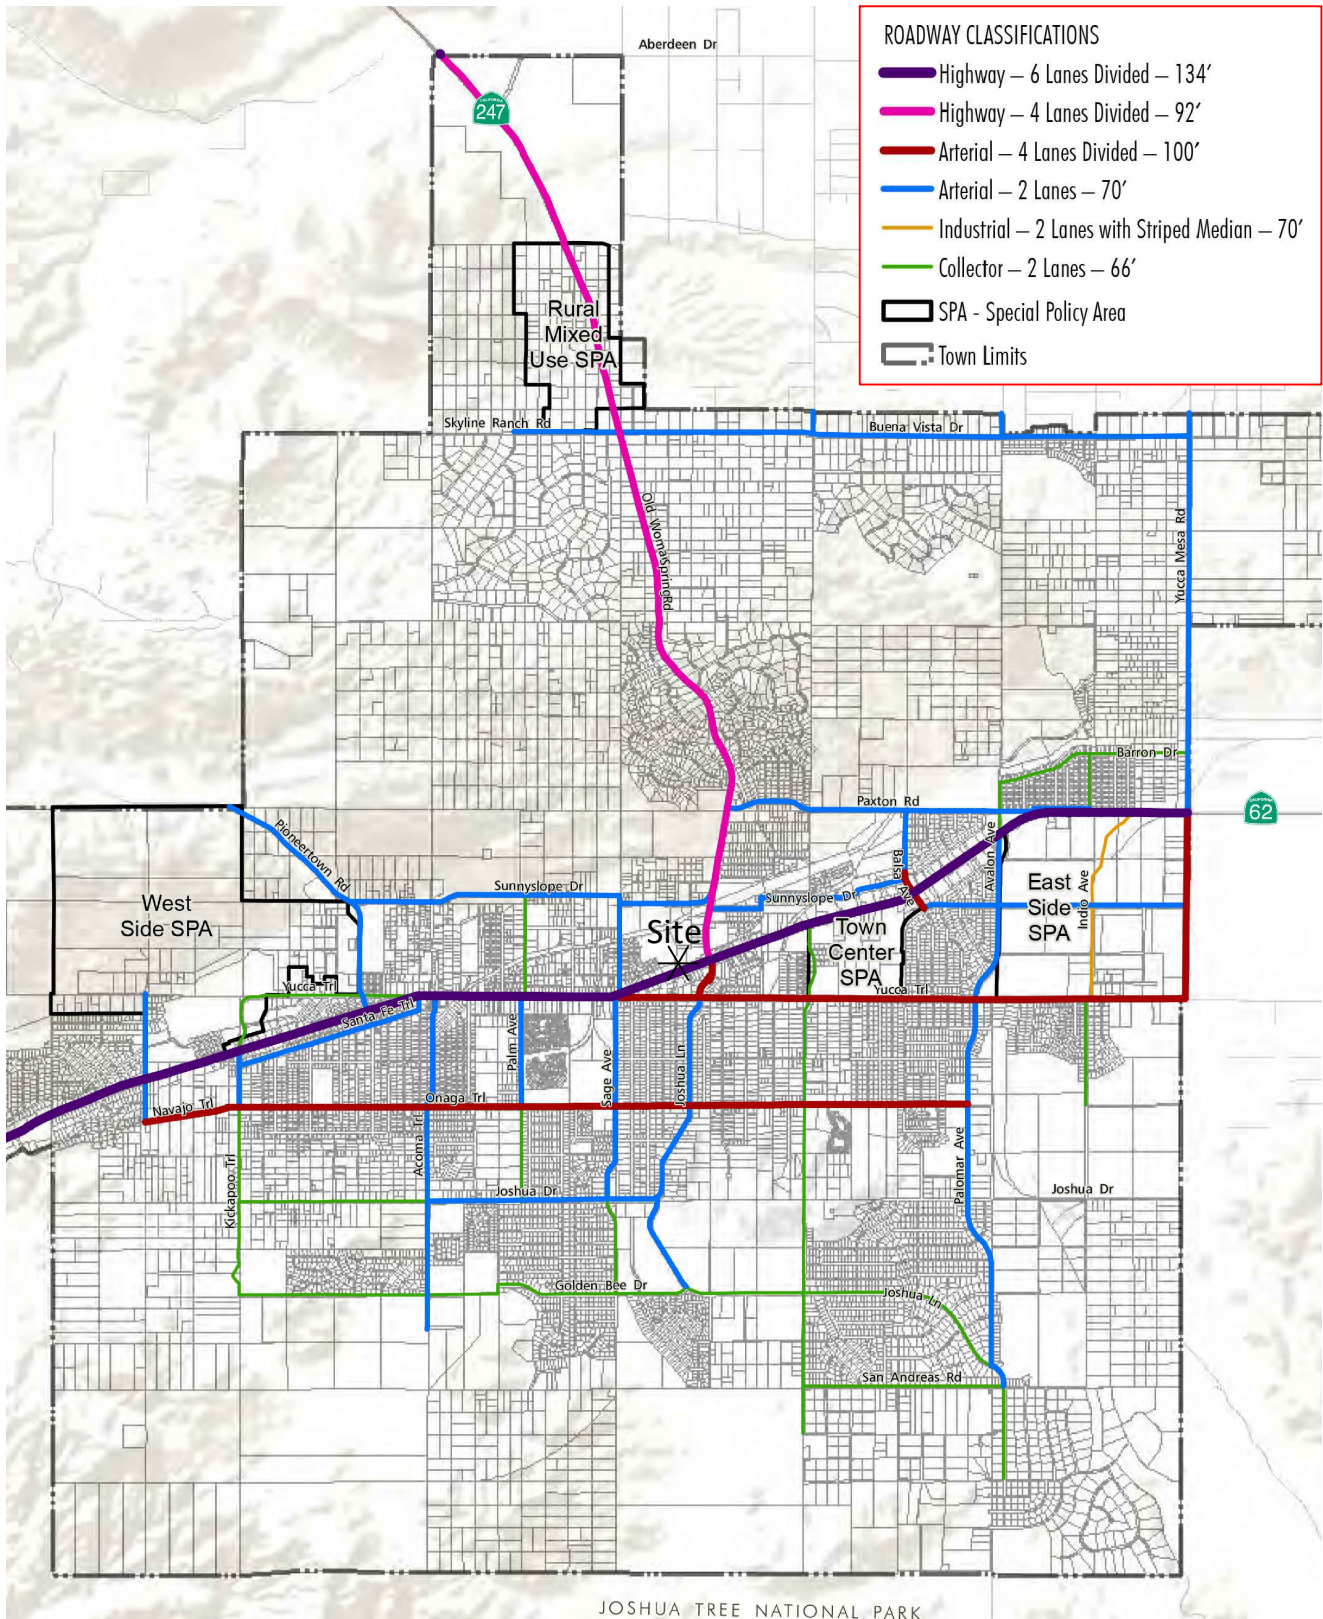 Aberdeen Dr
ROADWAY CLASSIFICATIONS
Highway – 6 Lanes Divided – 134′
Highway – 4 Lanes Divided – 92′
Arterial – 4 Lanes Divided – 100′
Arterial – 2 Lanes – 70′
Industrial – 2 Lanes with Striped Median – 70′
Collector – 2 Lanes – 66′
SPA - Special Policy Area
Town Limits
CALIFORNIA
247
Rural
Mixed
Use SPA
Skyline Ranch Rd
Buena Vista Dr
Old Woman Spring Rd
Yucca Mesa Rd
Barron Dr
Paxton Rd
CALIFORNIA
62
Pioneertown Rd
Balsa Ave
Avalon Ave
West
Side SPA
Sunnyslope Dr
Sunnyslope Dr
East
Side
SPA
Indio Ave
Site
Town
Center
SPA
Yucca Trl
Yucca Trl
Santa Fe Trl
Palm Ave
Sage Ave
Joshua Ln
Navajo Trl
Onaga Trl
Acoma Trl
Kickapoo Trl
Palomar Ave
Joshua Dr
Joshua Dr
Golden Bee Dr
Joshua Ln
San Andreas Rd
JOSHUA TREE NATIONAL PARK